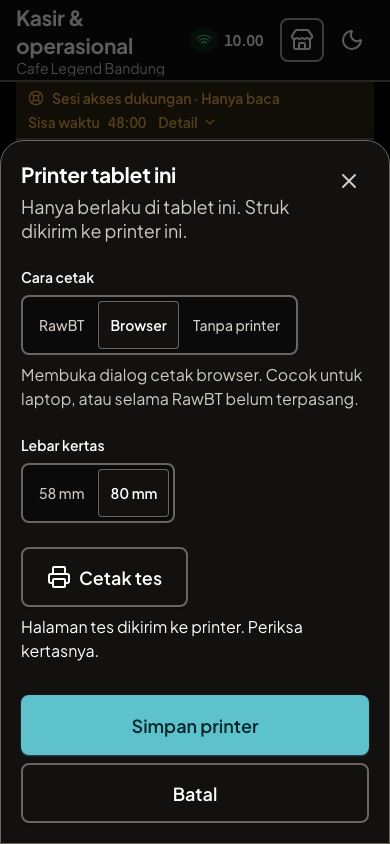 Kasir &
operasional
Cafe Legend Bandung
10.00
Sesi akses dukungan · Hanya baca
Sisa waktu 48:00 Detail
Printer tablet ini
Hanya berlaku di tablet ini. Struk
dikirim ke printer ini.
Cara cetak
RawBT Browser Tanpa printer
Membuka dialog cetak browser. Cocok untuk
laptop, atau selama RawBT belum terpasang.
Lebar kertas
58 mm 80 mm
Cetak tes
Halaman tes dikirim ke printer. Periksa
kertasnya.
Simpan printer
Batal